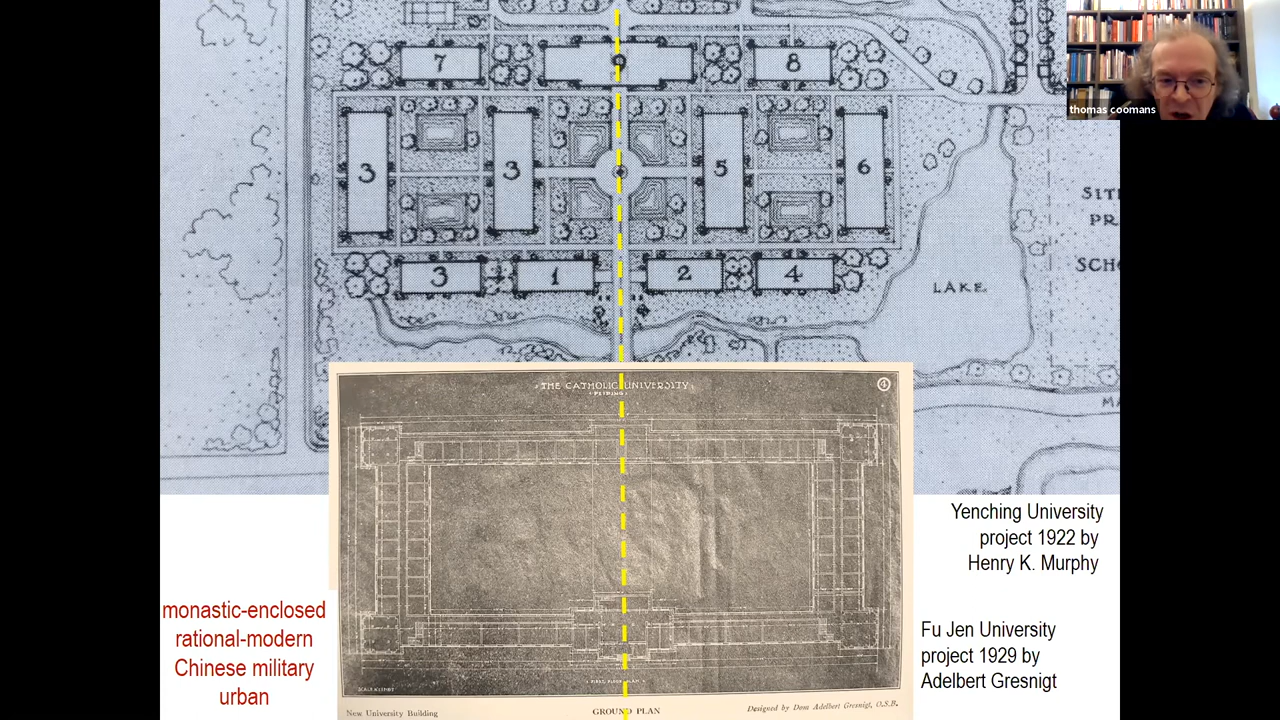 thomas coomans
7
8
3
3
5
6
3
1
2
4
LAKE
THE CATHOLIC UNIVERSITY
PEIPING
GROUND PLAN
New University Building
Designed by Dom Adelbert Gresnigt, O.S.B.
monastic-enclosed
rational-modern
Chinese military
urban
Yenching University
project 1922 by
Henry K. Murphy
Fu Jen University
project 1929 by
Adelbert Gresnigt